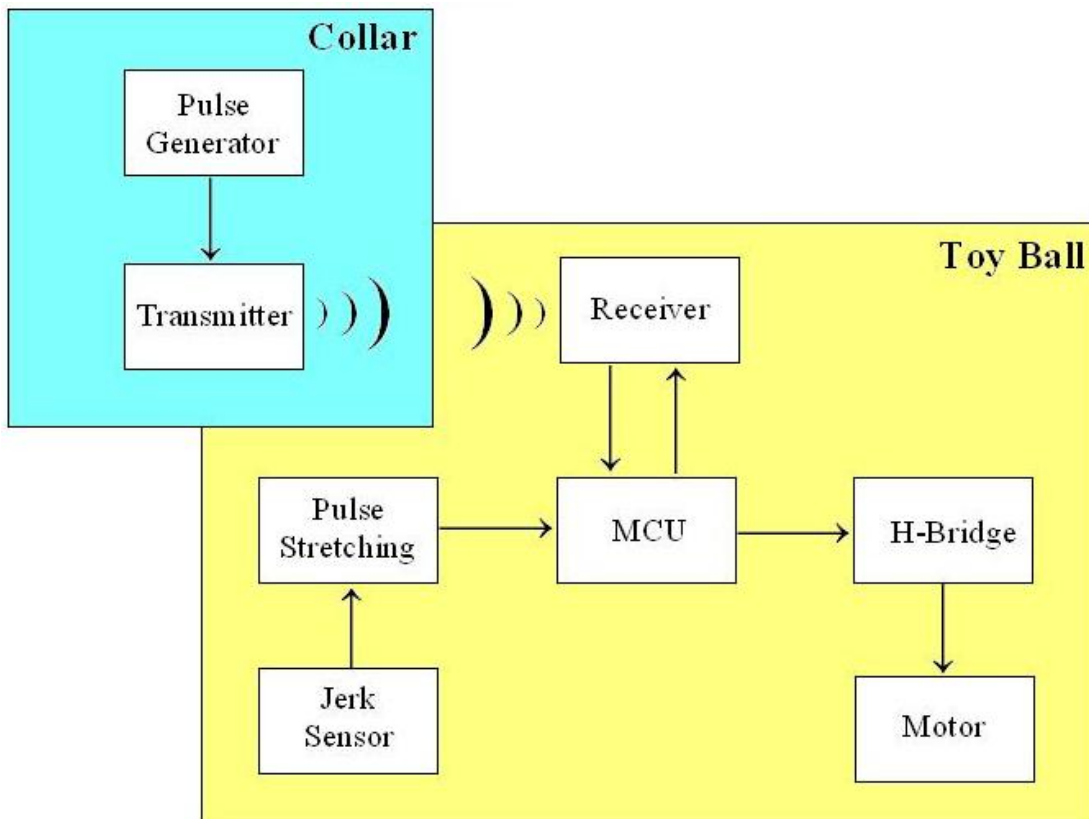 Collar
Pulse
Generator
Transmitter
Toy Ball
Receiver
Pulse
Stretching
MCU
H-Bridge
Jerk
Sensor
Motor